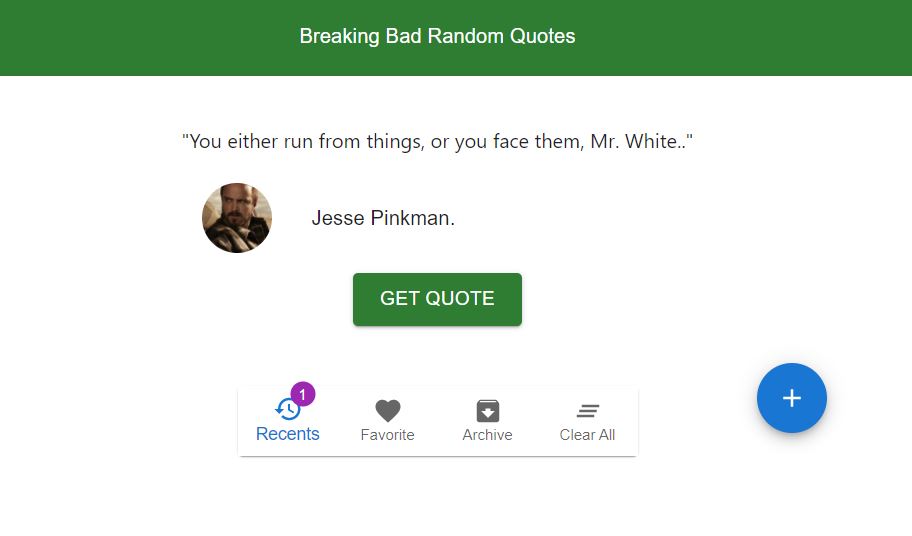 Breaking Bad Random Quotes
"You either run from things, or you face them, Mr. White.."
Jesse Pinkman.
GET QUOTE
1
Recents
Favorite
Archive
Clear All